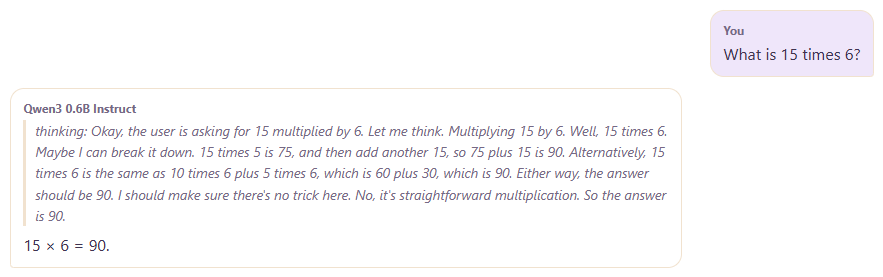 You
What is 15 times 6?
Qwen3 0.6B Instruct
thinking: Okay, the user is asking for 15 multiplied by 6. Let me think. Multiplying 15 by 6. Well, 15 times 6.
Maybe I can break it down. 15 times 5 is 75, and then add another 15, so 75 plus 15 is 90. Alternatively, 15
times 6 is the same as 10 times 6 plus 5 times 6, which is 60 plus 30, which is 90. Either way, the answer
should be 90. I should make sure there's no trick here. No, it's straightforward multiplication. So the answer
is 90.
15 × 6 = 90.